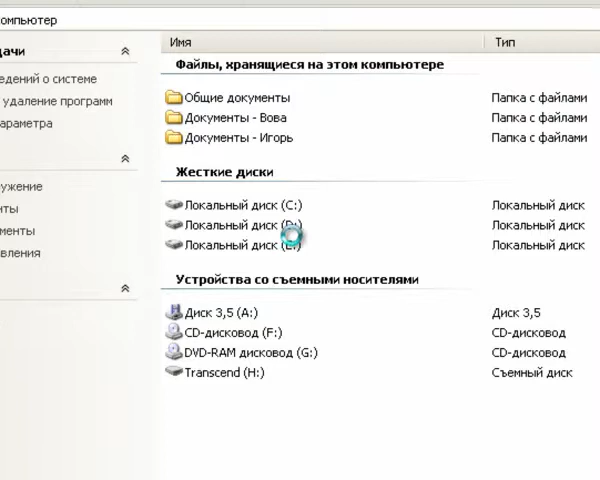 омпьютер
дачи
едений о системе
удаление программ
араметра
ужение
нты
менты
вления
Имя Тип
Файлы, хранящиеся на этом компьютере
Общие документы Папка с файлами
Документы - Вова Папка с файлами
Документы - Игорь Папка с файлами
Жесткие диски
Локальный диск (C:) Локальный диск
Локальный диск (D:) Локальный диск
Локальный диск (E:) Локальный диск
Устройства со съемными носителями
Диск 3,5 (A:) Диск 3,5
CD-дисковод (F:) CD-дисковод
DVD-RAM дисковод (G:) CD-дисковод
Transcend (H:) Съемный диск